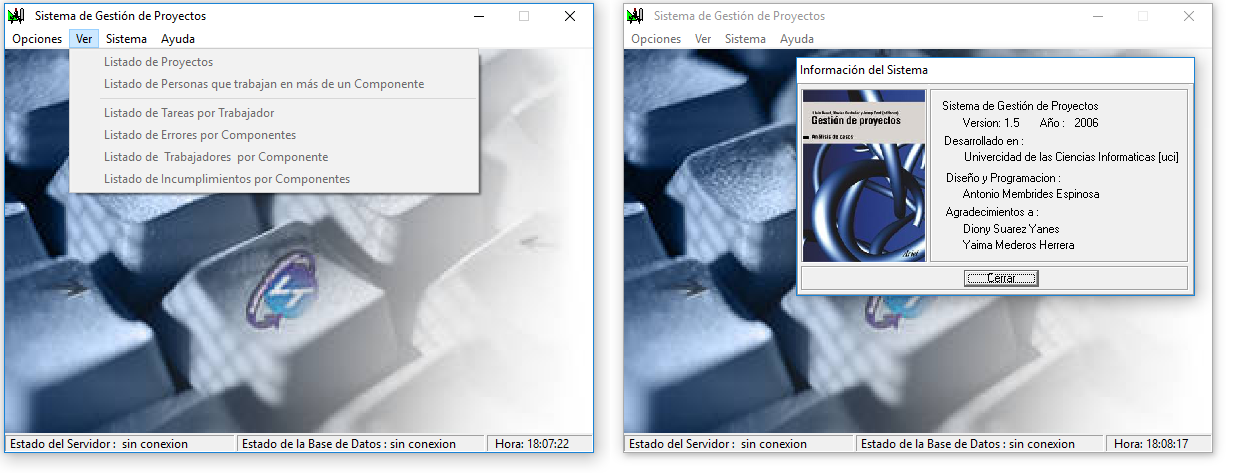 Sistema de Gestión de Proyectos
Opciones Ver Sistema Ayuda
Listado de Proyectos
Listado de Personas que trabajan en más de un Componente
Listado de Tareas por Trabajador
Listado de Errores por Componentes
Listado de Trabajadores por Componente
Listado de Incumplimientos por Componentes
Estado del Servidor : sin conexion
Estado de la Base de Datos : sin conexion
Hora: 18:07:22
Sistema de Gestión de Proyectos
Opciones Ver Sistema Ayuda
Información del Sistema
Gestión de proyectos
Análisis de casos
Sistema de Gestión de Proyectos
Version: 1.5 Año : 2006
Desarrollado en :
Univercidad de las Ciencias Informaticas [uci]
Diseño y Programacion :
Antonio Membrides Espinosa
Agradecimientos a :
Diony Suarez Yanes
Yaima Mederos Herrera
Cerrar
Estado del Servidor : sin conexion
Estado de la Base de Datos : sin conexion
Hora: 18:08:17